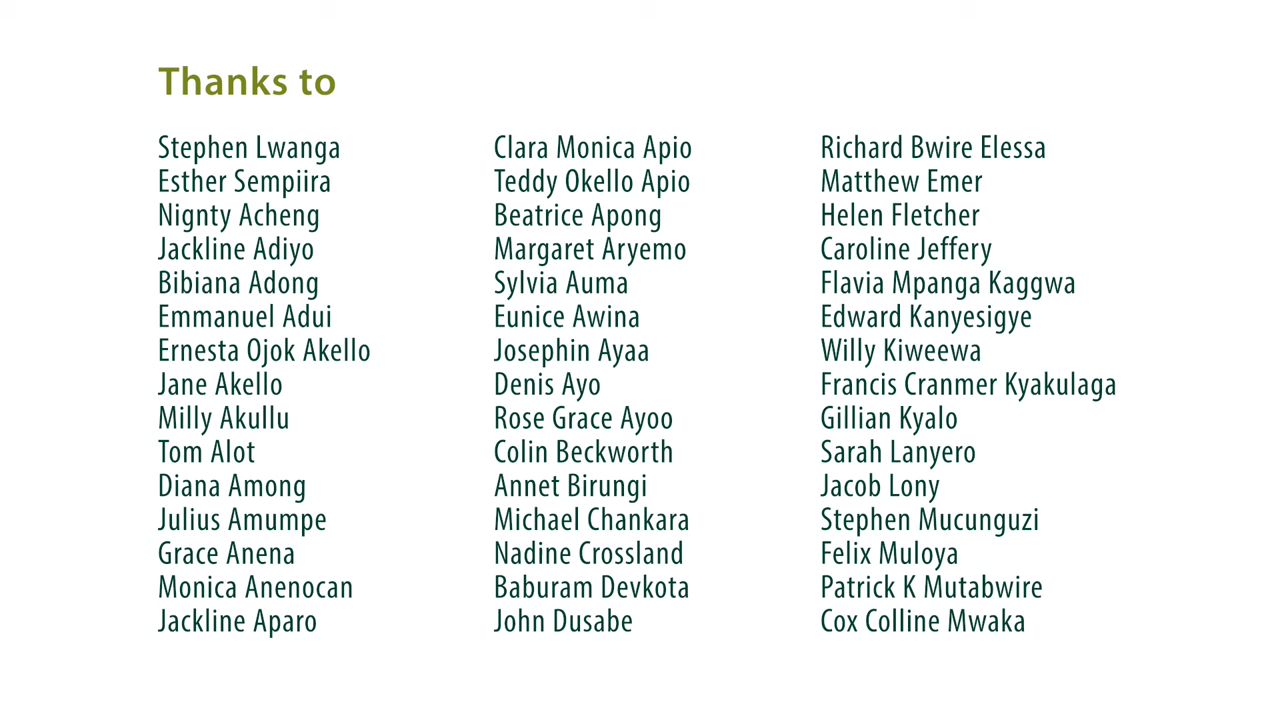 Thanks to
Stephen Lwanga
Esther Sempiira
Nignty Acheng
Jackline Adiyo
Bibiana Adong
Emmanuel Adui
Ernesta Ojok Akello
Jane Akello
Milly Akullu
Tom Alot
Diana Among
Julius Amumpe
Grace Anena
Monica Anenocan
Jackline Aparo
Clara Monica Apio
Teddy Okello Apio
Beatrice Apong
Margaret Aryemo
Sylvia Auma
Eunice Awina
Josephin Ayaa
Denis Ayo
Rose Grace Ayoo
Colin Beckworth
Annet Birungi
Michael Chankara
Nadine Crossland
Baburam Devkota
John Dusabe
Richard Bwire Elessa
Matthew Emer
Helen Fletcher
Caroline Jeffery
Flavia Mpanga Kaggwa
Edward Kanyesigye
Willy Kiweewa
Francis Cranmer Kyakulaga
Gillian Kyalo
Sarah Lanyero
Jacob Lony
Stephen Mucunguzi
Felix Muloya
Patrick K Mutabwire
Cox Colline Mwaka